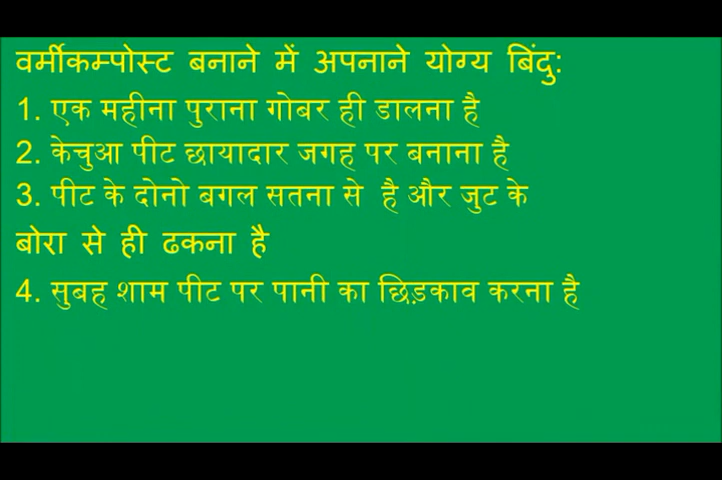 वर्मीकम्पोस्ट बनाने में अपनाने योग्य बिंदु:
1. एक महीना पुराना गोबर ही डालना है
2. केचुआ पीट छायादार जगह पर बनाना है
3. पीट के दोनो बगल सतना से है और जुट के
बोरा से ही ढकना है
4. सुबह शाम पीट पर पानी का छिड़काव करना है